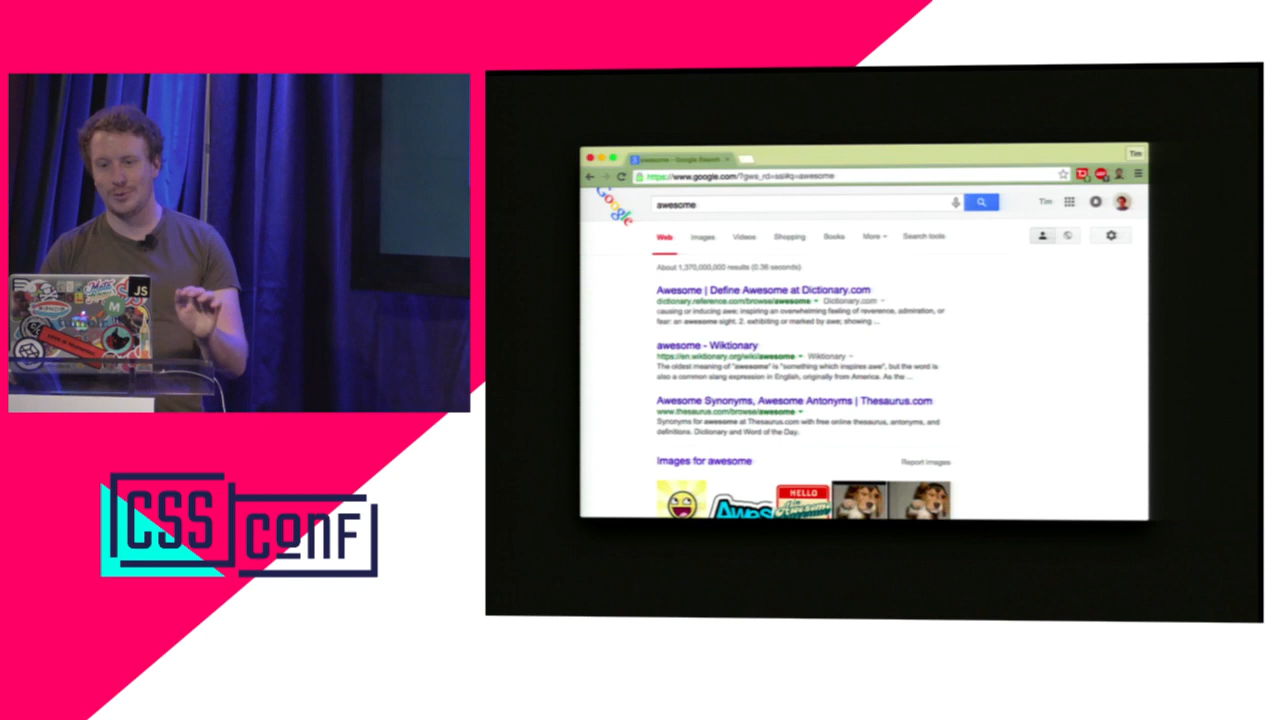 JS
M
CSS
conf
awesome - Google Search
Tim
https://www.google.com/?gws_rd=ssl#q=awesome
Google
awesome
Tim
Web Images Videos Shopping Books More Search tools
About 1,370,000,000 results (0.36 seconds)
Awesome | Define Awesome at Dictionary.com
dictionary.reference.com/browse/awesome Dictionary.com
causing or inducing awe; inspiring an overwhelming feeling of reverence, admiration, or
fear: an awesome sight. 2. exhibiting or marked by awe; showing ...
awesome - Wiktionary
https://en.wiktionary.org/wiki/awesome Wiktionary
The oldest meaning of "awesome" is "something which inspires awe", but the word is
also a common slang expression in English, originally from America. As the ...
Awesome Synonyms, Awesome Antonyms | Thesaurus.com
www.thesaurus.com/browse/awesome
Synonyms for awesome at Thesaurus.com with free online thesaurus, antonyms, and
definitions. Dictionary and Word of the Day.
Images for awesome Report images
HELLO